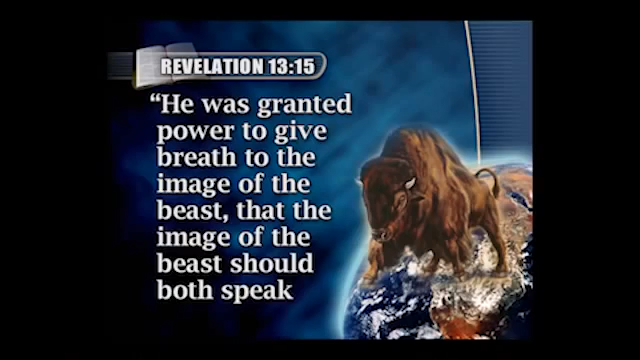 REVELATION 13:15
“He was granted
power to give
breath to the
image of the
beast, that the
image of the
beast should
both speak